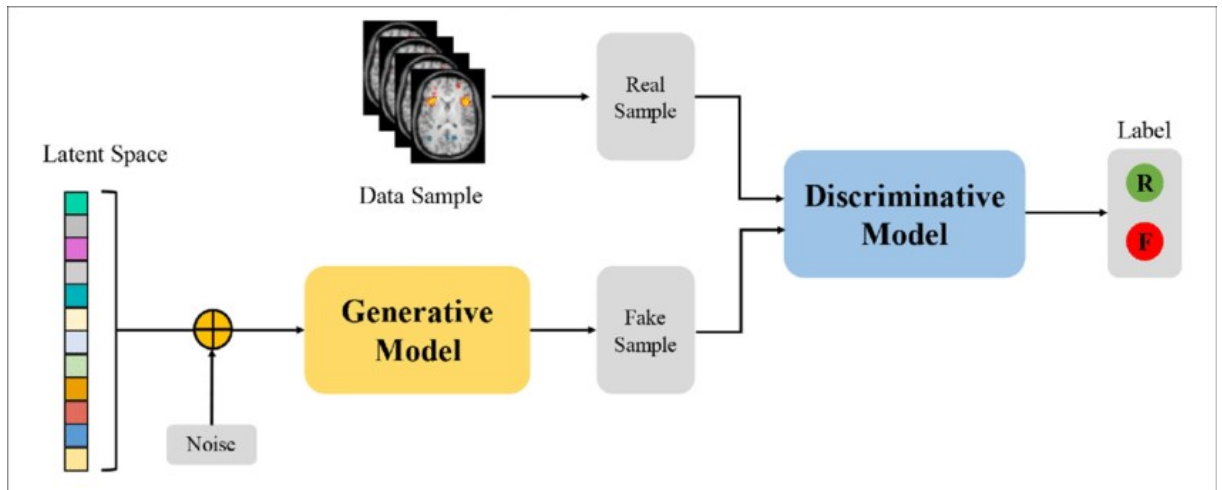 Real
Sample
Label
Latent Space
Data Sample
Discriminative
Model
R
F
Generative
Model
Fake
Sample
Noise